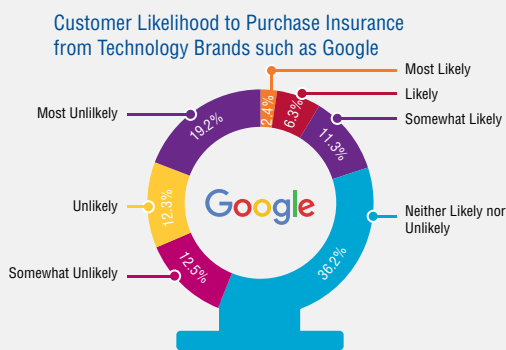 Customer Likelihood to Purchase Insurance
from Technology Brands such as Google
Most Likely
Likely
Somewhat Likely
Neither Likely nor
Unlikely
Most Unlilkely
Unlikely
Somewhat Unlikely
2.4%
6.3%
11.3%
36.2%
12.5%
12.3%
19.2%
Google